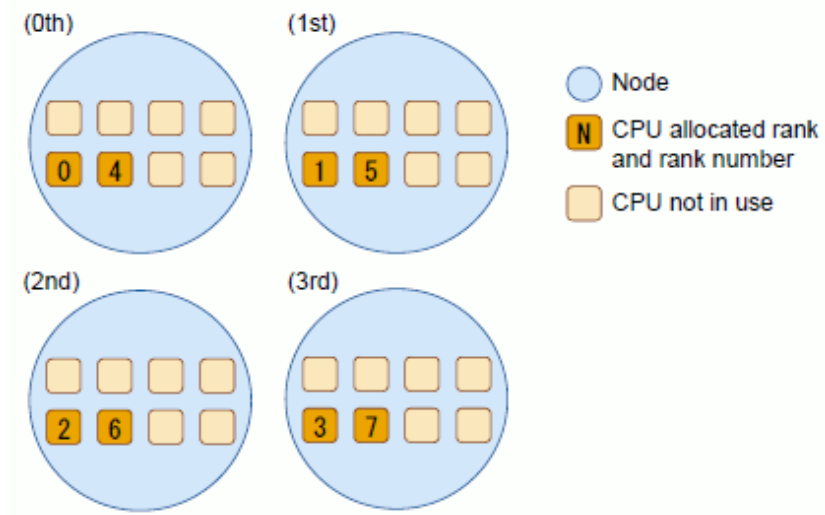 (0th)
(1st)
0 4
1 5
Node
N CPU allocated rank
and rank number
CPU not in use
(2nd)
(3rd)
2 6
3 7